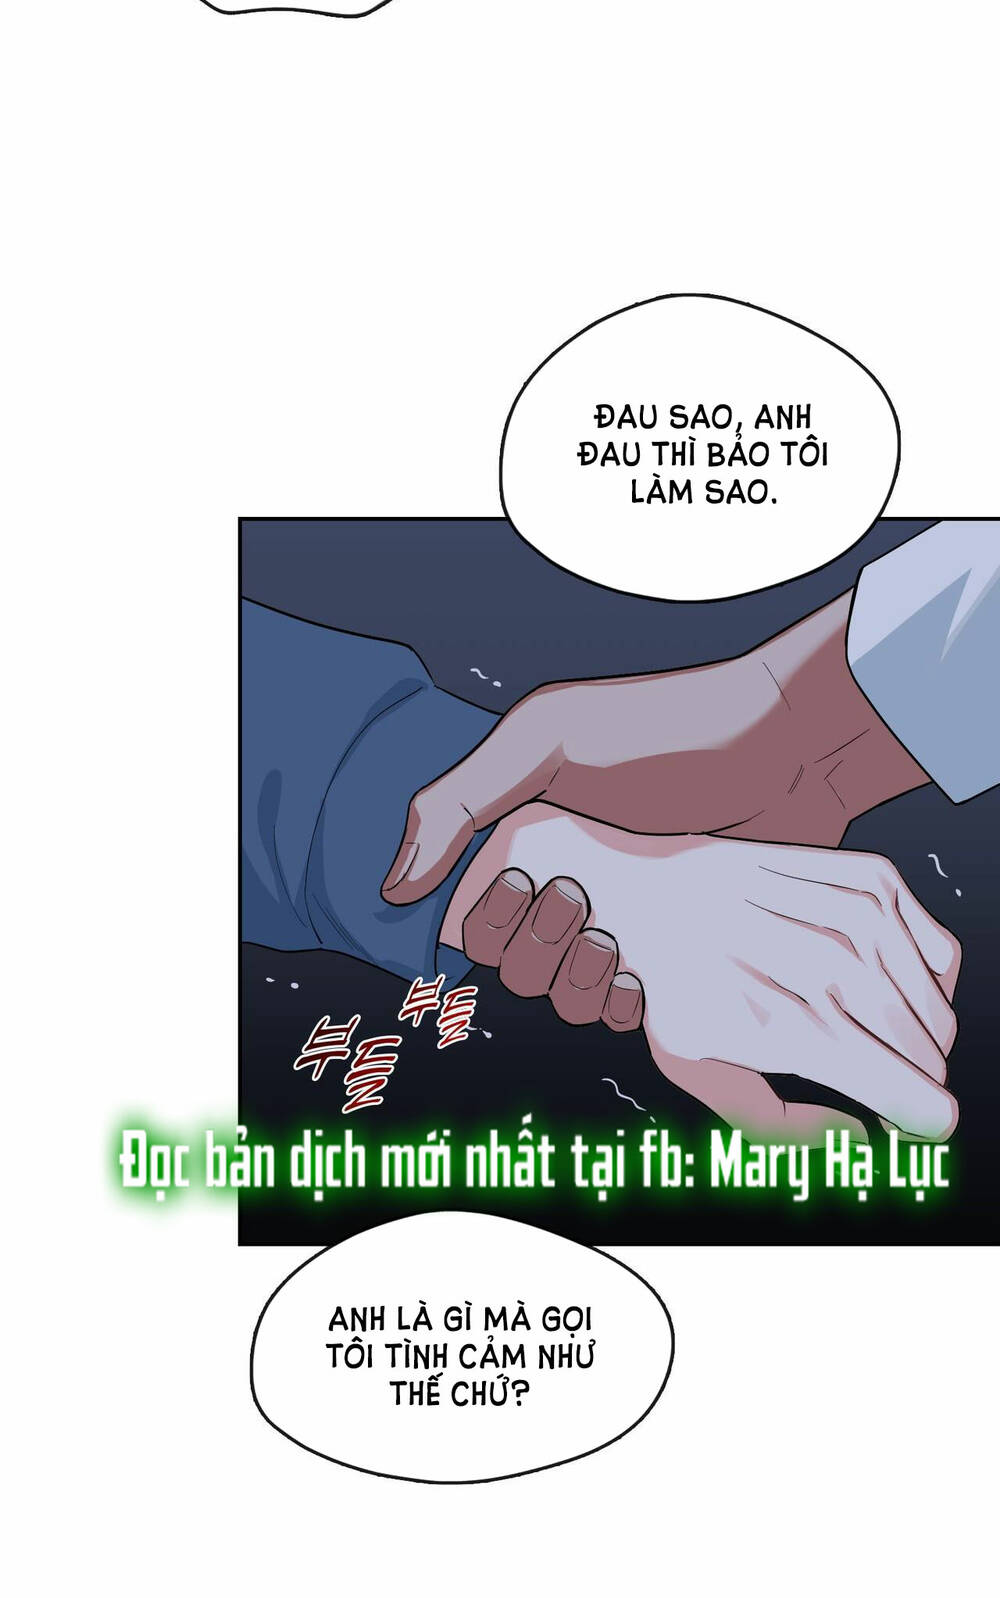 ĐAU SAO, ANH
ĐAU THÌ BẢO TÔI
LÀM SAO.
부들
부들
Đọc bản dịch mới nhất tại fb: Mary Hạ Lục
ANH LÀ GÌ MÀ GỌI
TÔI TÌNH CẢM NHƯ
THẾ CHỨ?